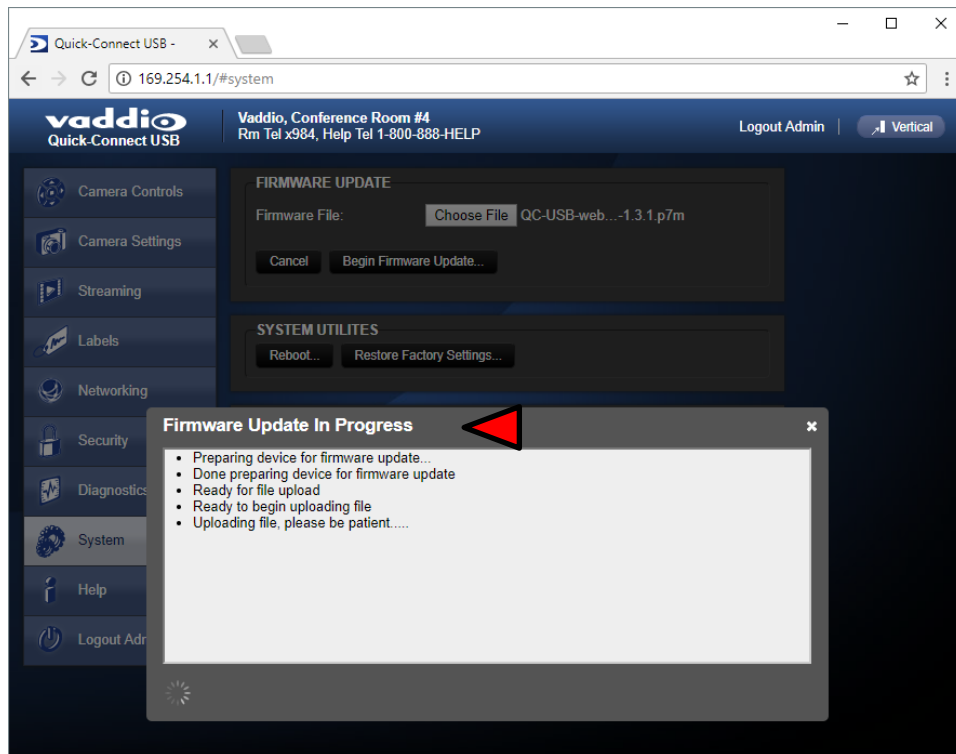 Quick-Connect USB -
169.254.1.1/#system
vaddio
Quick-Connect USB
Vaddio, Conference Room #4
Rm Tel x984, Help Tel 1-800-888-HELP
Logout Admin
Vertical
Camera Controls
Camera Settings
Streaming
Labels
Networking
Security
Diagnostics
System
Help
Logout Adm
FIRMWARE UPDATE
Firmware File:
Choose File QC-USB-web...-1.3.1.p7m
Cancel
Begin Firmware Update...
SYSTEM UTILITES
Reboot...
Restore Factory Settings...
Firmware Update In Progress
Preparing device for firmware update...
Done preparing device for firmware update
Ready for file upload
Ready to begin uploading file
Uploading file, please be patient.....